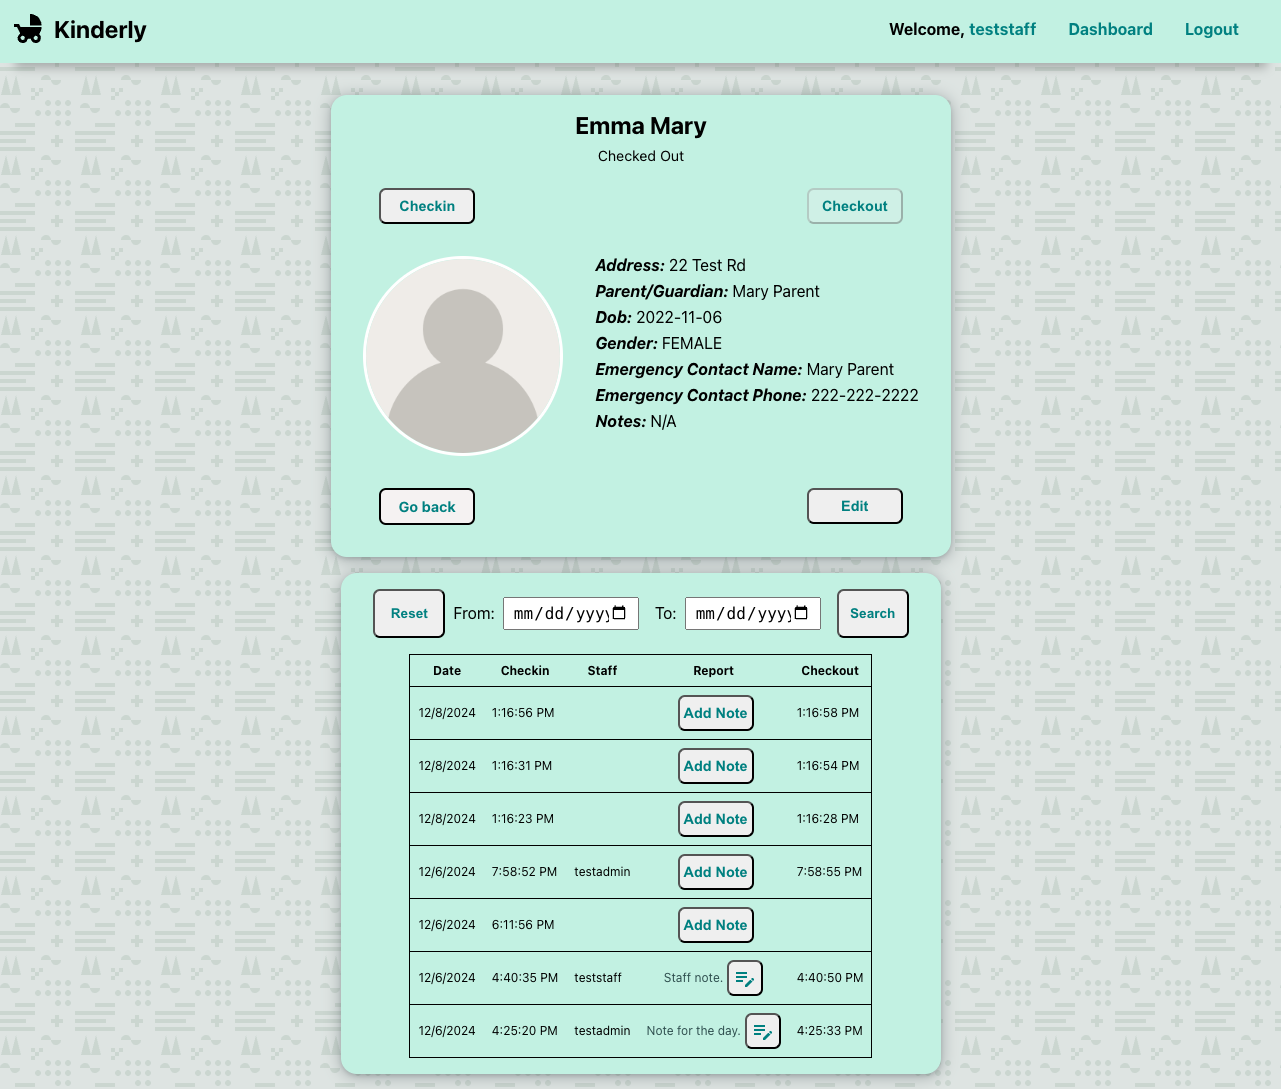 Kinderly
Welcome, teststaff Dashboard Logout
Emma Mary
Checked Out
Checkin Checkout
Address: 22 Test Rd
Parent/Guardian: Mary Parent
Dob: 2022-11-06
Gender: FEMALE
Emergency Contact Name: Mary Parent
Emergency Contact Phone: 222-222-2222
Notes: N/A
Go back Edit
Reset From: mm/dd/yyyy To: mm/dd/yyyy Search
Date Checkin Staff Report Checkout
12/8/2024 1:16:56 PM Add Note 1:16:58 PM
12/8/2024 1:16:31 PM Add Note 1:16:54 PM
12/8/2024 1:16:23 PM Add Note 1:16:28 PM
12/6/2024 7:58:52 PM testadmin Add Note 7:58:55 PM
12/6/2024 6:11:56 PM Add Note
12/6/2024 4:40:35 PM teststaff Staff note. 4:40:50 PM
12/6/2024 4:25:20 PM testadmin Note for the day. 4:25:33 PM